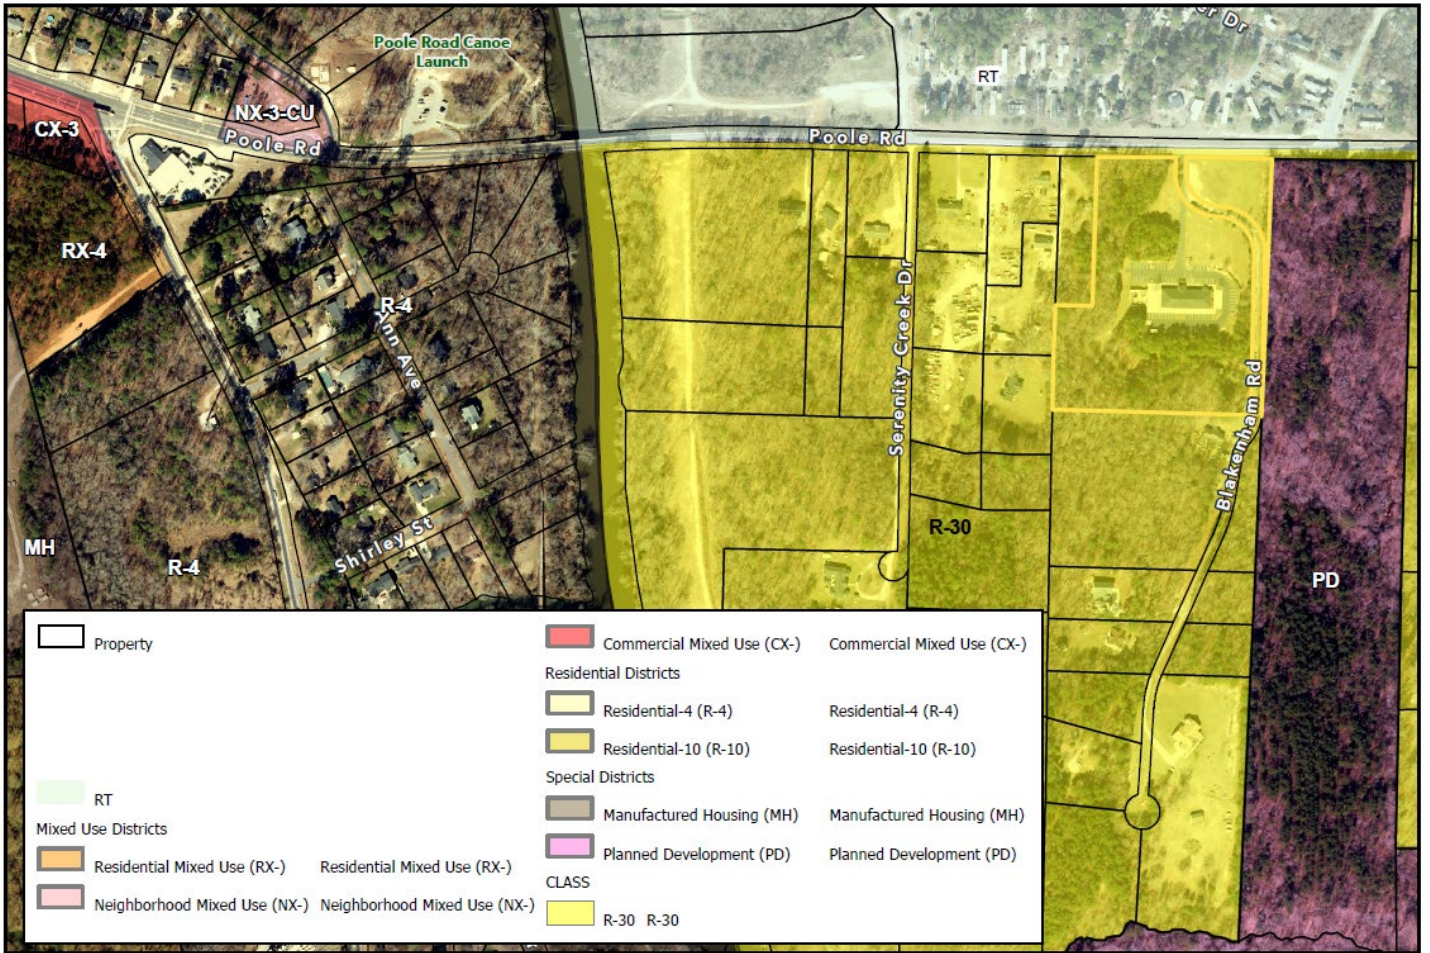 er Dr
Poole Road Canoe
Launch
RT
NX-3-CU
CX-3
Poole Rd
Poole Rd
RX-4
R-4
Ann Ave
Serenity Creek Dr
Blakenham Rd
R-30
Shirley St
MH
R-4
PD
Property
RT
Mixed Use Districts
Residential Mixed Use (RX-) Residential Mixed Use (RX-)
Neighborhood Mixed Use (NX-) Neighborhood Mixed Use (NX-)
Commercial Mixed Use (CX-) Commercial Mixed Use (CX-)
Residential Districts
Residential-4 (R-4) Residential-4 (R-4)
Residential-10 (R-10) Residential-10 (R-10)
Special Districts
Manufactured Housing (MH) Manufactured Housing (MH)
Planned Development (PD) Planned Development (PD)
CLASS
R-30 R-30